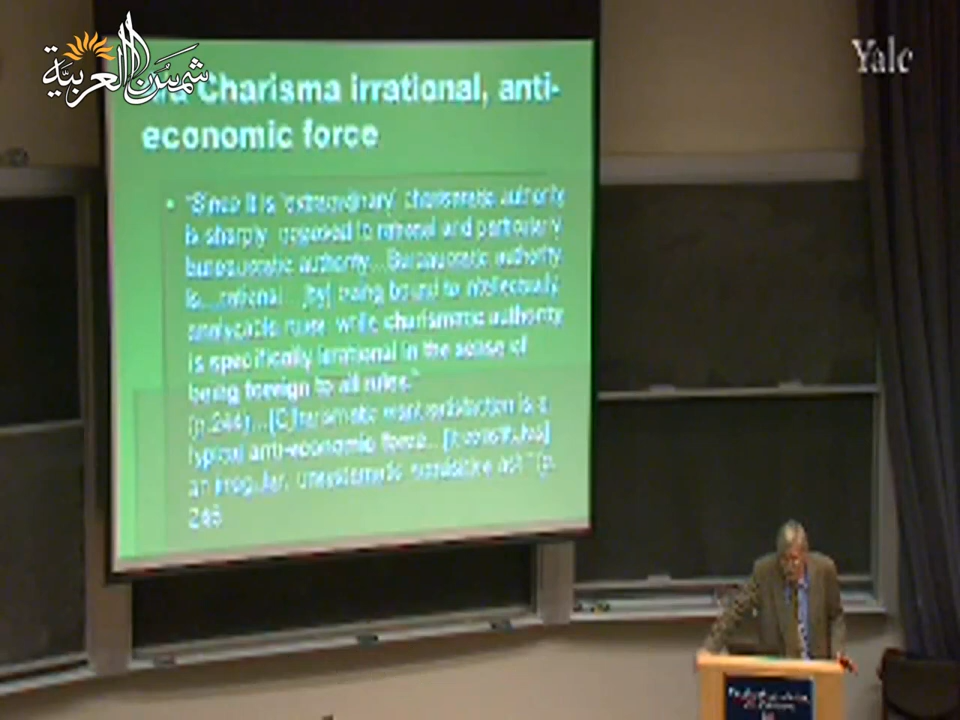 شمس العربية
Yale
Charisma irrational, anti-
economic force
"Since it is 'extraordinary' charismatic authority
is sharply opposed to rational and particularly
bureaucratic authority...Bureaucratic authority
is...rational...[by] being bound to intellectually
analyzable rules while charismatic authority
is specifically irrational in the sense of
being foreign to all rules."
(p.244)...[C]harismatic want satisfaction is a
typical anti-economic force...[it constitutes]
an irregular, unsystematic acquisitive act" (p.
245